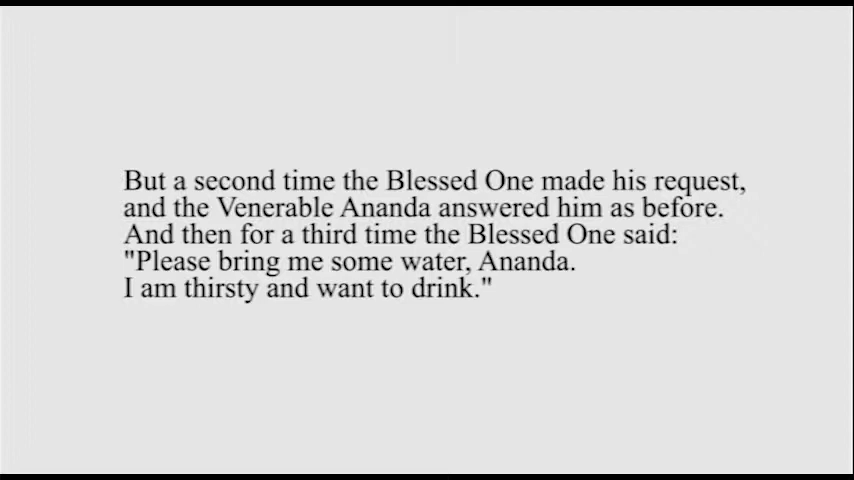 But a second time the Blessed One made his request,
and the Venerable Ananda answered him as before.
And then for a third time the Blessed One said:
"Please bring me some water, Ananda.
I am thirsty and want to drink."